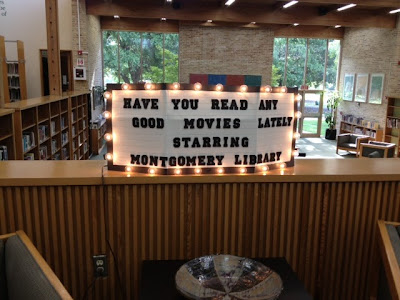 HAVE YOU READ ANY
GOOD MOVIES LATELY
STARRING
MONTGOMERY LIBRARY